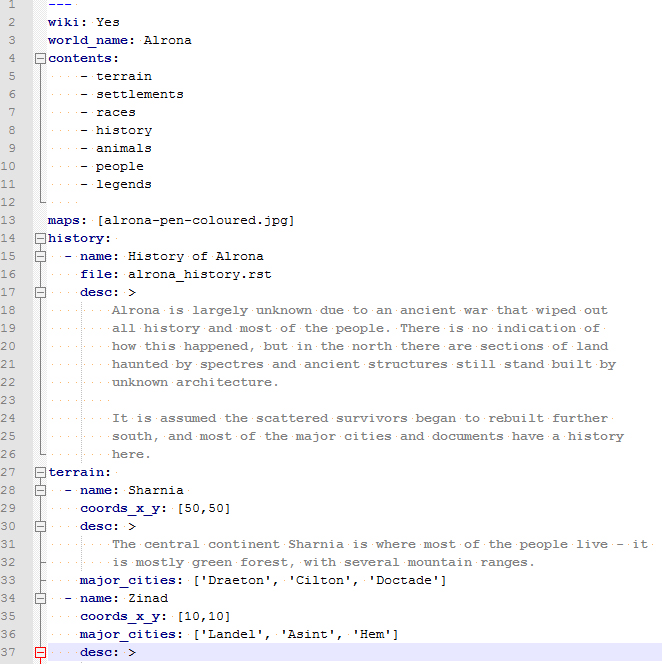 1 ---
2 wiki: Yes
3 world_name: Alrona
4 contents:
5     - terrain
6     - settlements
7     - races
8     - history
9     - animals
10     - people
11     - legends
12
13 maps: [alrona-pen-coloured.jpg]
14 history:
15   - name: History of Alrona
16     file: alrona_history.rst
17     desc: >
18         Alrona is largely unknown due to an ancient war that wiped out
19         all history and most of the people. There is no indication of
20         how this happened, but in the north there are sections of land
21         haunted by spectres and ancient structures still stand built by
22         unknown architecture.
23
24         It is assumed the scattered survivors began to rebuilt further
25         south, and most of the major cities and documents have a history
26         here.
27 terrain:
28   - name: Sharnia
29     coords_x_y: [50,50]
30     desc: >
31         The central continent Sharnia is where most of the people live - it
32         is mostly green forest, with several mountain ranges.
33     major_cities: ['Draeton', 'Cilton', 'Doctade']
34   - name: Zinad
35     coords_x_y: [10,10]
36     major_cities: ['Landel', 'Asint', 'Hem']
37     desc: >